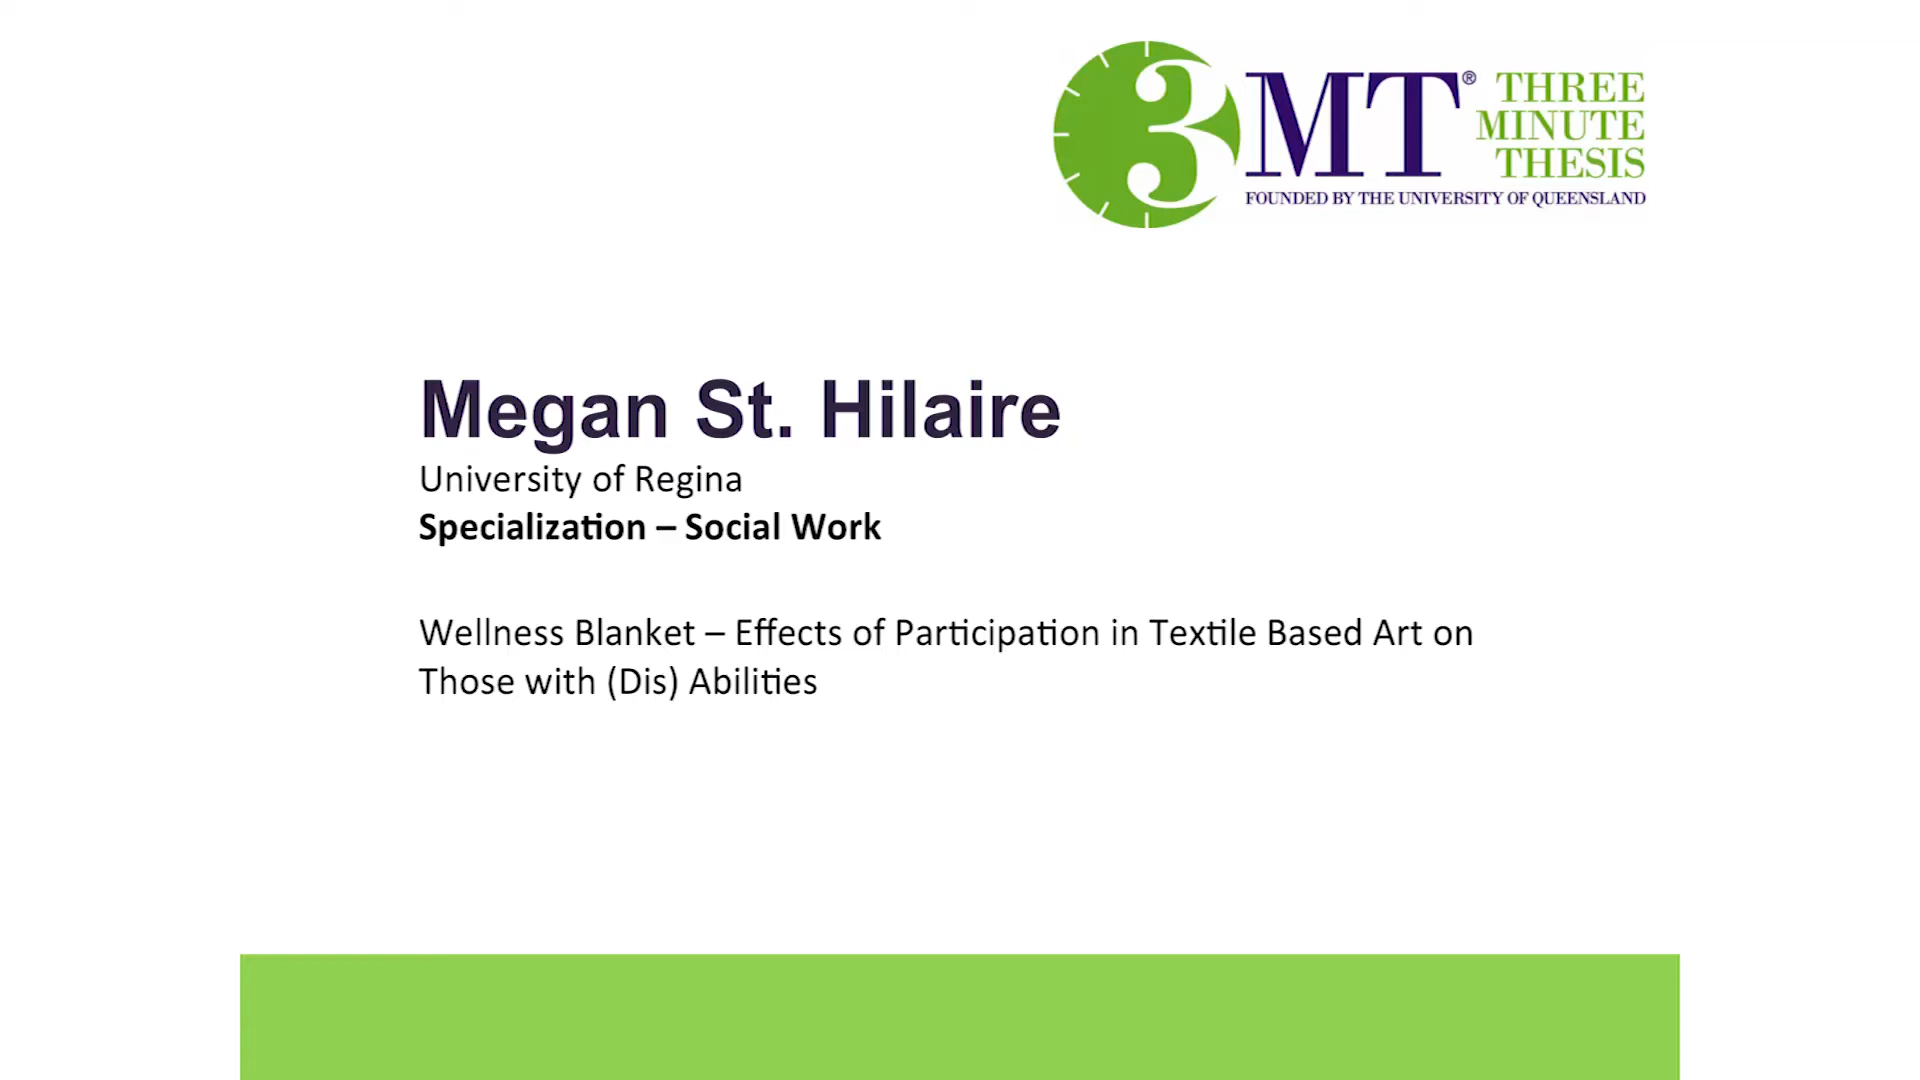 3MT® THREE
MINUTE
THESIS
FOUNDED BY THE UNIVERSITY OF QUEENSLAND
Megan St. Hilaire
University of Regina
Specialization – Social Work
Wellness Blanket – Effects of Participation in Textile Based Art on
Those with (Dis) Abilities